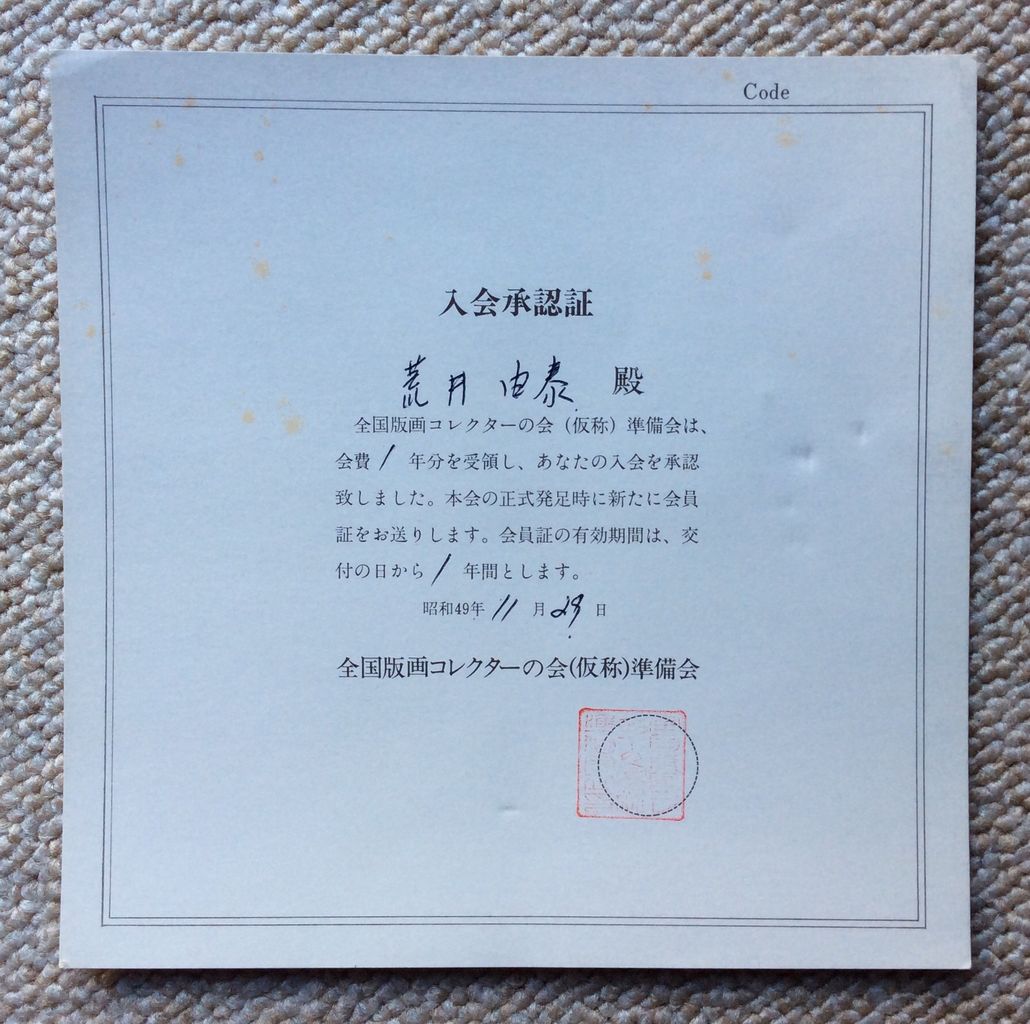 Code
入会承認証
荒井 由泰 殿
全国版画コレクターの会（仮称）準備会は、
会費 1 年分を受領し、あなたの入会を承認
致しました。本会の正式発足時に新たに会員
証をお送りします。会員証の有効期間は、交
付の日から 1 年間とします。
昭和49年 11 月 29 日
全国版画コレクターの会(仮称)準備会